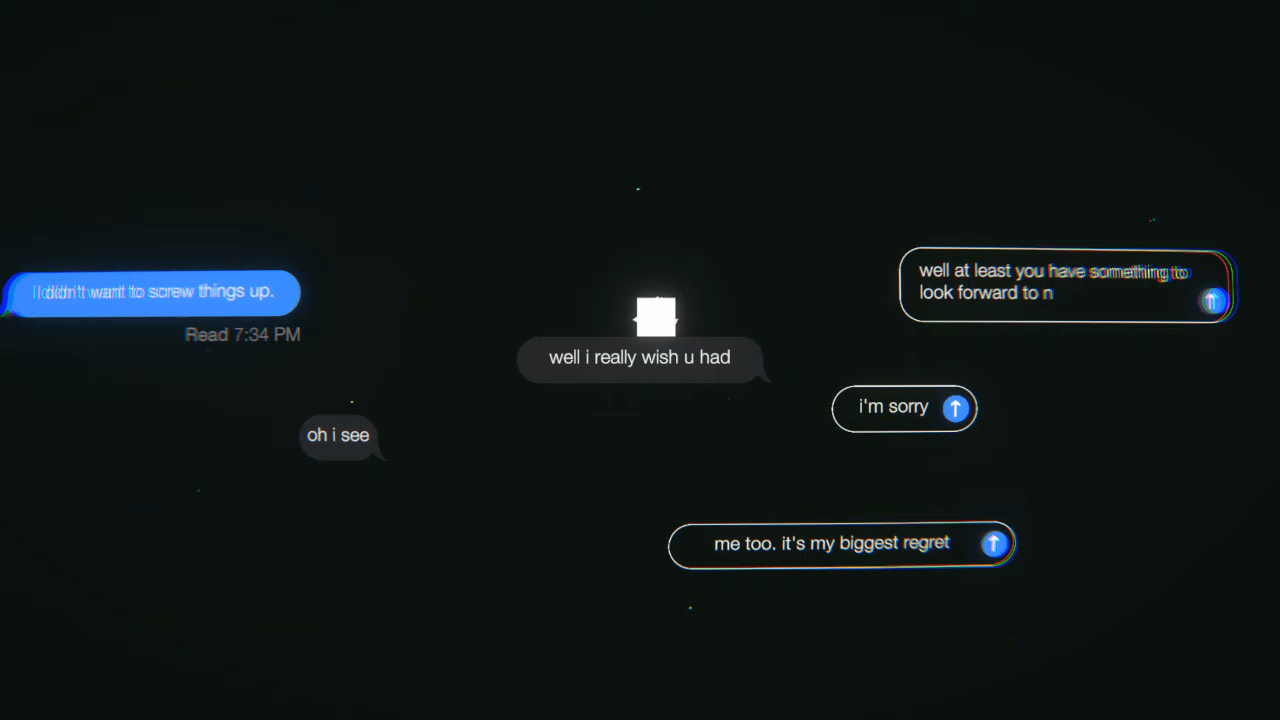 I didn't want to screw things up.
Read 7:34 PM
oh i see
well i really wish u had
well at least you have something to
look forward to n
i'm sorry
me too. it's my biggest regret